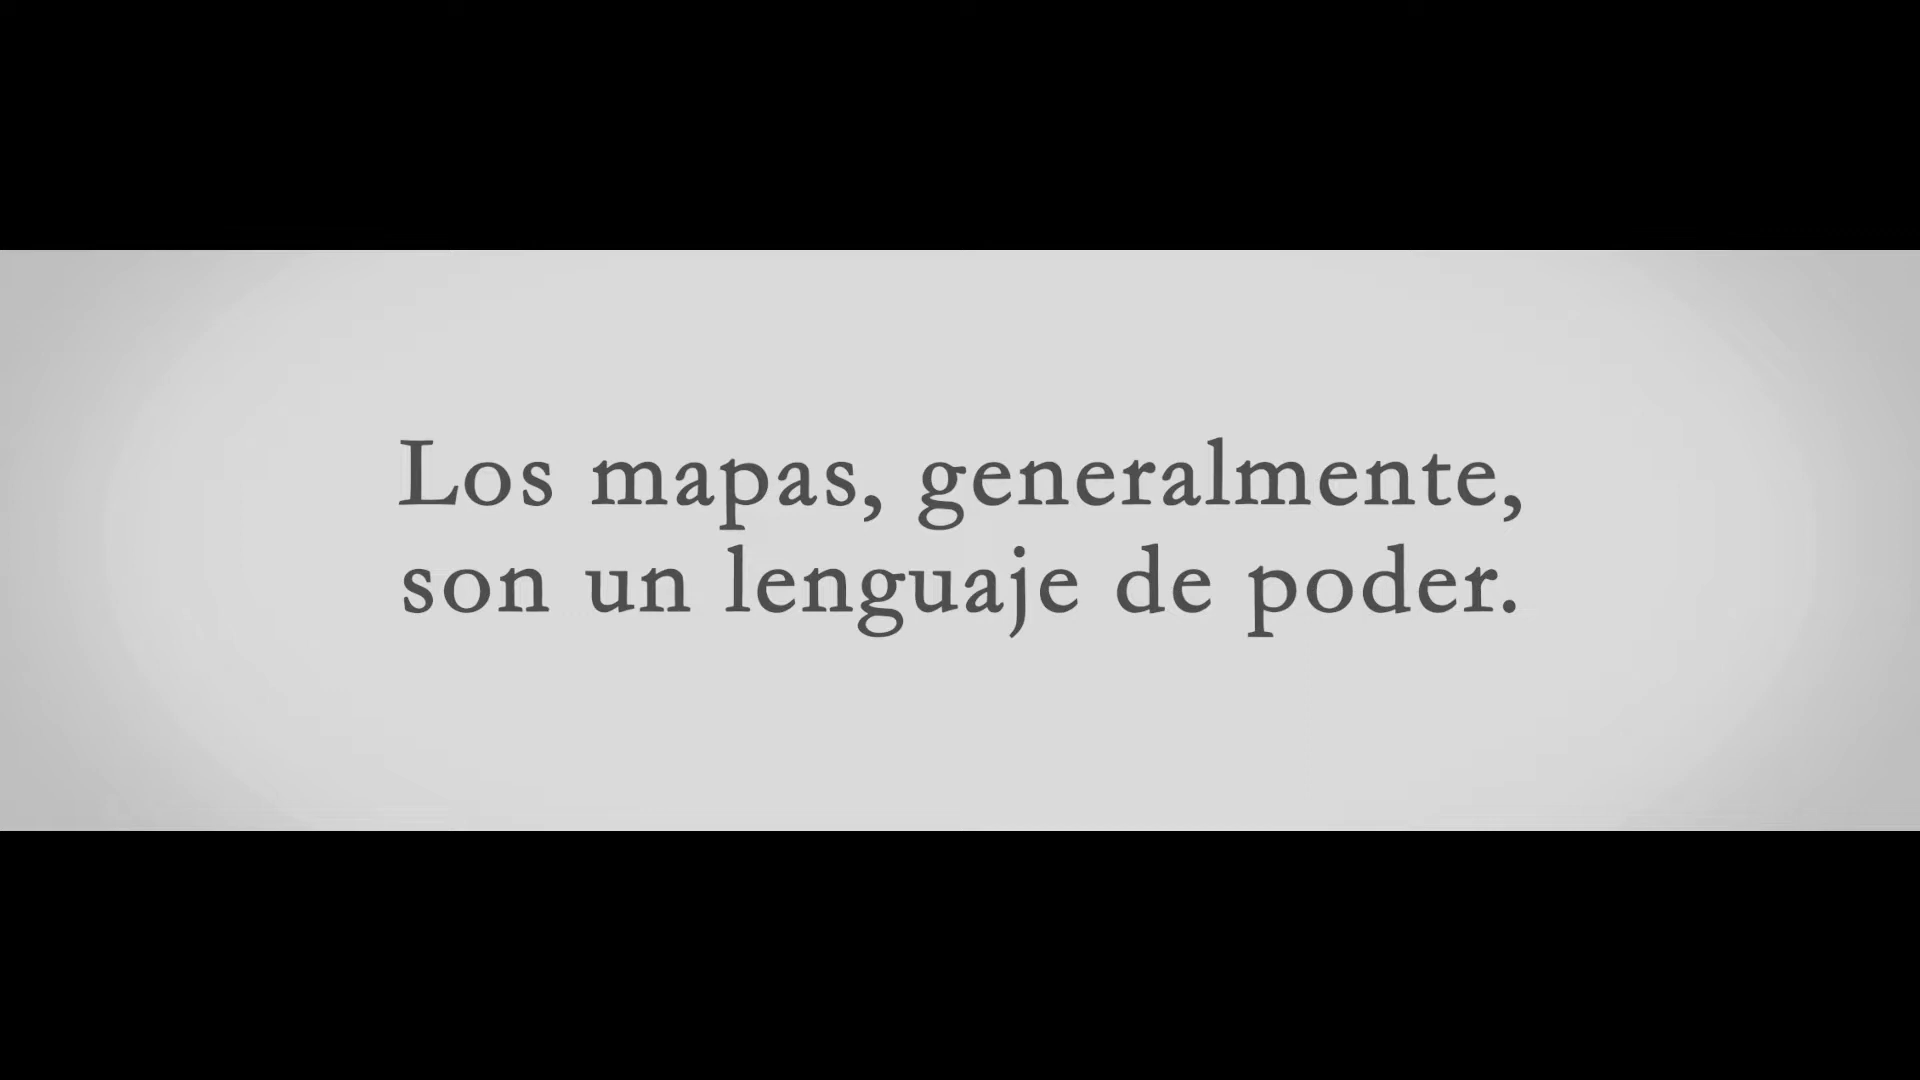 Los mapas, generalmente,
son un lenguaje de poder.